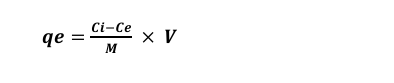 qe = Ci−Ce/M × V